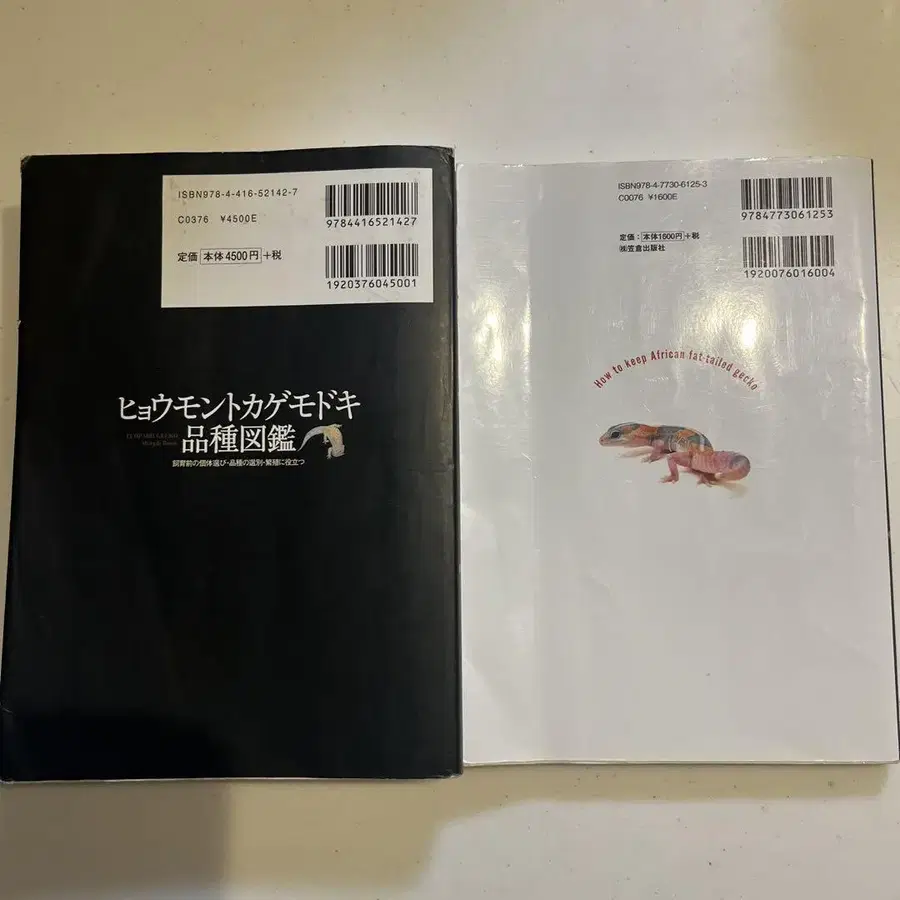 ISBN978-4-416-52142-7
C0376 ¥4500E
定価 本体4500円 +税
9784416521427
1920376045001
ヒョウモントカゲモドキ
品種図鑑
飼育前の個体選び・品種の選別・繁殖に役立つ
ISBN978-4-7730-6125-3
C0076 ¥1600E
定価：本体1600円+税
㈱笠倉出版社
9784773061253
1920076016004
How to keep African fat-tailed gecko